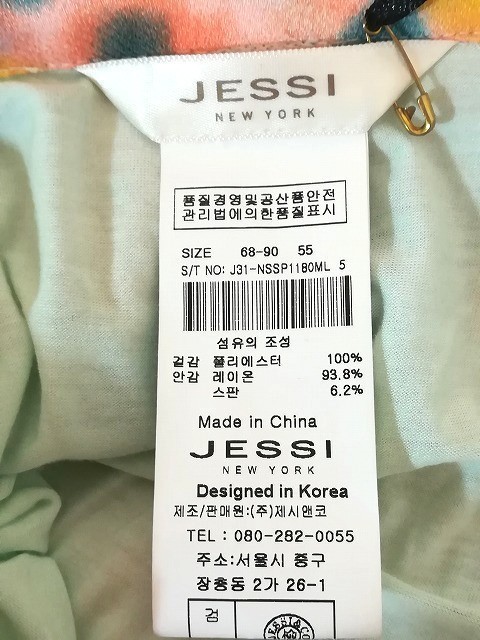 JESSI
NEW YORK
품질경영및공산품안전
관리법에의한품질표시
SIZE 68-90 55
S/T NO: J31-NSSP1180ML 5
섬유의 조성
겉감 폴리에스터 100%
안감 레이온 93.8%
스판 6.2%
Made in China
JESSI
NEW YORK
Designed in Korea
제조/판매원:(주)제시앤코
TEL : 080-282-0055
주소:서울시 중구
장충동 2가 26-1
검
JESSI&CO